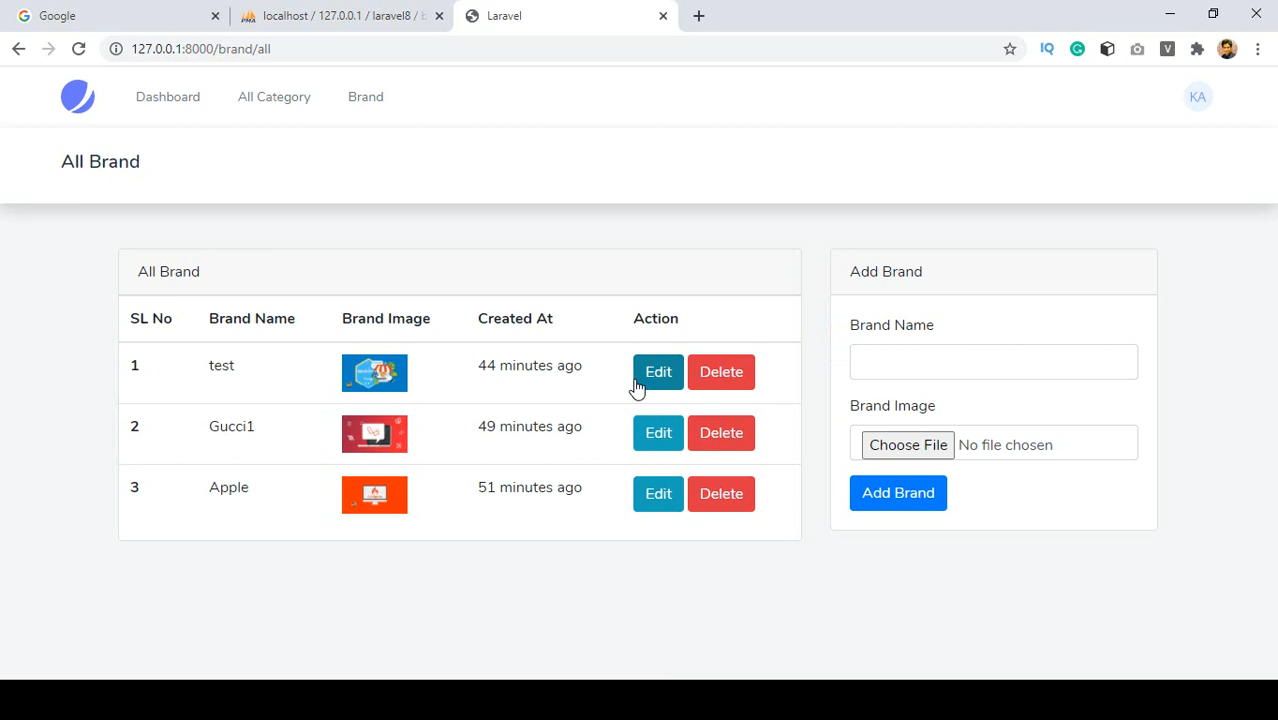 Google
localhost / 127.0.0.1 / laravel8 /
Laravel
127.0.0.1:8000/brand/all
IQ
V
Dashboard
All Category
Brand
KA
All Brand
All Brand
SL No Brand Name Brand Image Created At Action
1 test 44 minutes ago Edit Delete
2 Gucci1 49 minutes ago Edit Delete
3 Apple 51 minutes ago Edit Delete
Add Brand
Brand Name
Brand Image
Choose File No file chosen
Add Brand